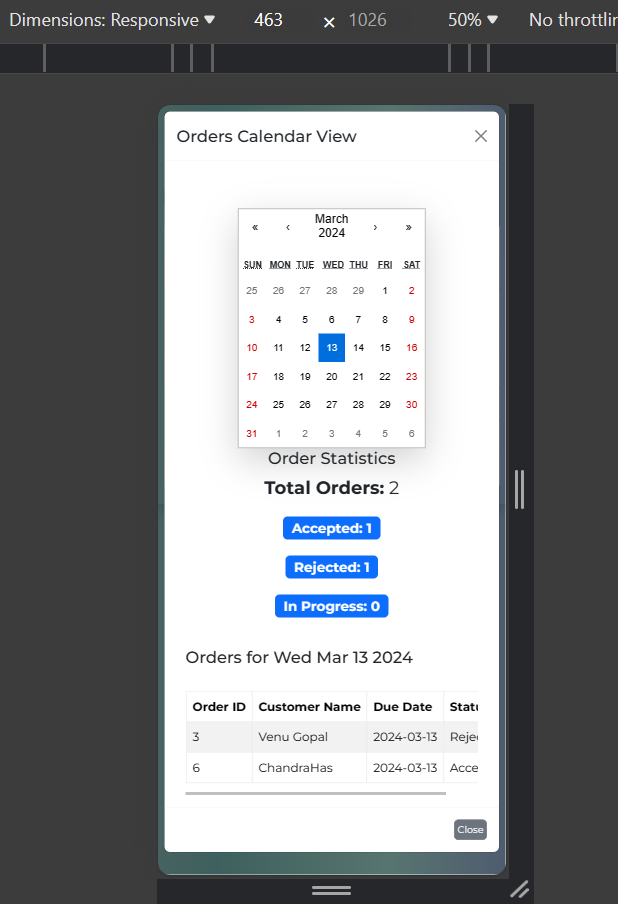 Dimensions: Responsive ▼ 463 × 1026 50% ▼ No throttlin
Orders Calendar View ×
« ‹ March 2024 › »
SUN MON TUE WED THU FRI SAT
25 26 27 28 29 1 2
3 4 5 6 7 8 9
10 11 12 13 14 15 16
17 18 19 20 21 22 23
24 25 26 27 28 29 30
31 1 2 3 4 5 6
Order Statistics
Total Orders: 2
Accepted: 1
Rejected: 1
In Progress: 0
Orders for Wed Mar 13 2024
Order ID Customer Name Due Date Statu
3 Venu Gopal 2024-03-13 Rejec
6 ChandraHas 2024-03-13 Acce
Close